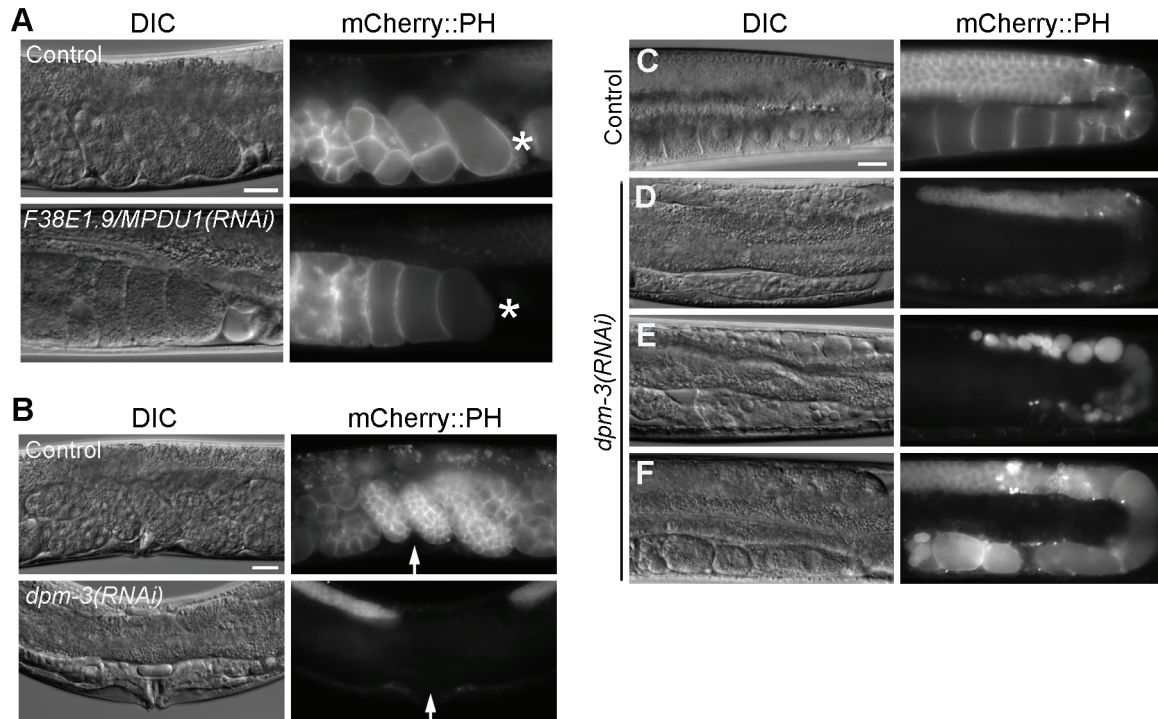 A
DIC
mCherry::PH
Control
*
F38E1.9/MPDU1(RNAi)
*
B
DIC
mCherry::PH
Control
dpm-3(RNAi)
DIC
mCherry::PH
Control
C
dpm-3(RNAi)
D
E
F